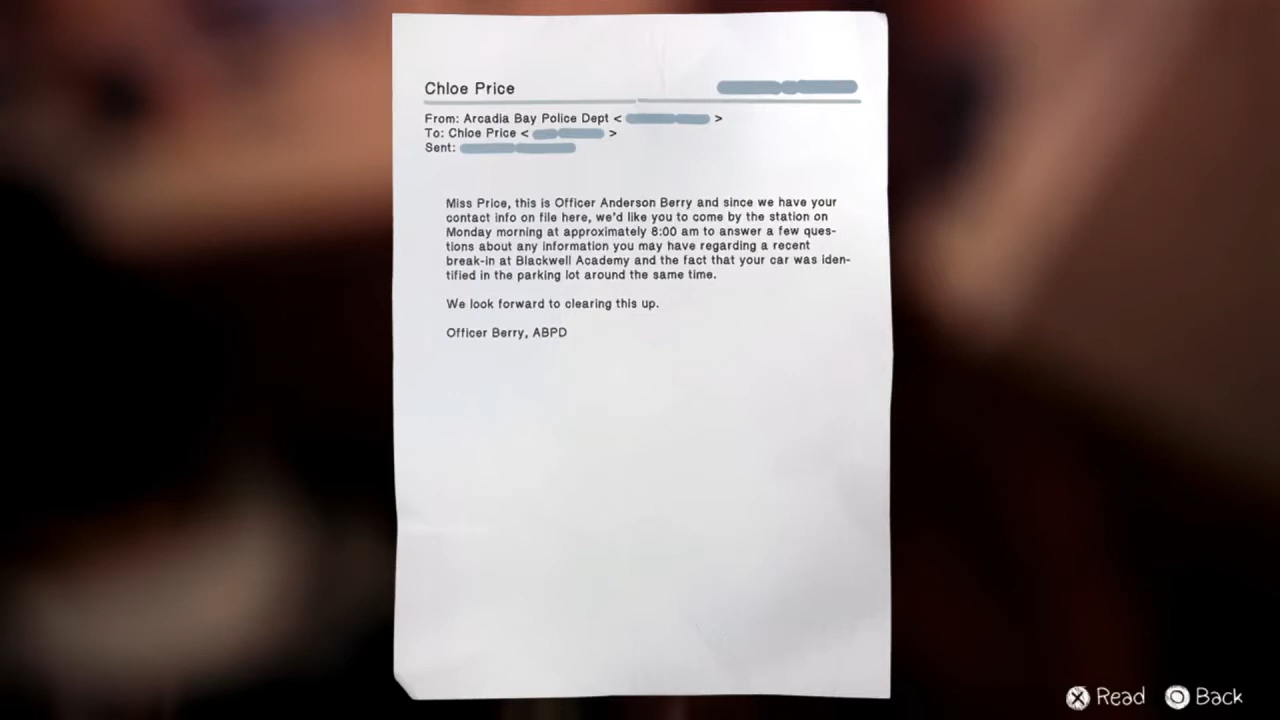 Chloe Price
From: Arcadia Bay Police Dept < >
To: Chloe Price < >
Sent:
Miss Price, this is Officer Anderson Berry and since we have your
contact info on file here, we'd like you to come by the station on
Monday morning at approximately 8:00 am to answer a few ques-
tions about any information you may have regarding a recent
break-in at Blackwell Academy and the fact that your car was iden-
tified in the parking lot around the same time.
We look forward to clearing this up.
Officer Berry, ABPD
Read Back